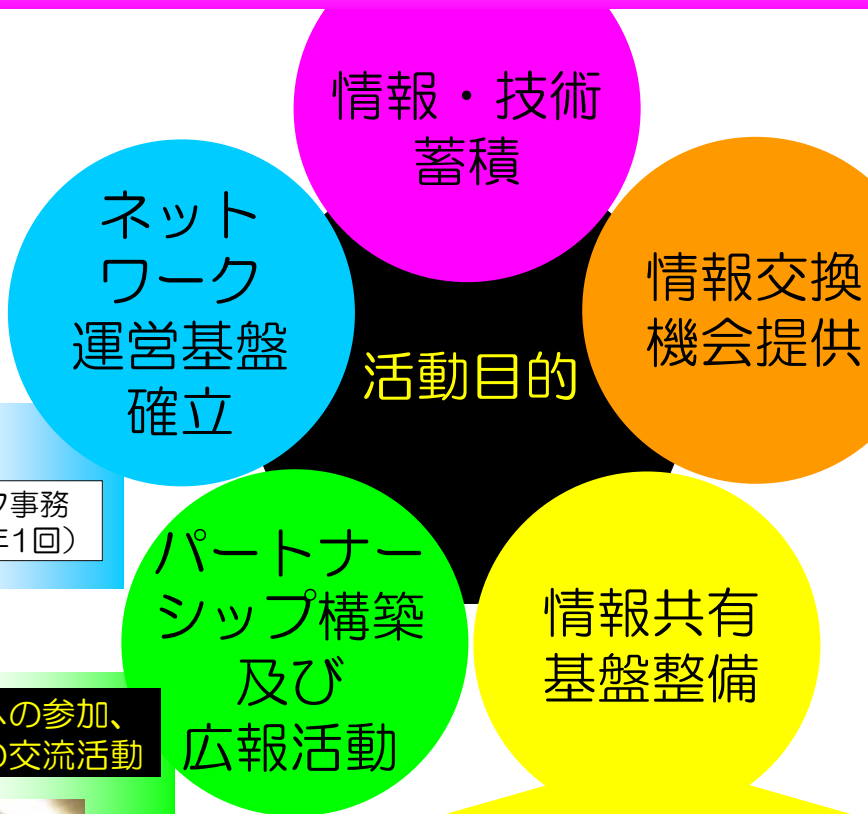 情報・技術
蓄積
ネット
ワーク
運営基盤
確立
情報交換
機会提供
活動目的
事務
年1回）
パートナー
シップ構築
及び
広報活動
情報共有
基盤整備
の参加、
の交流活動